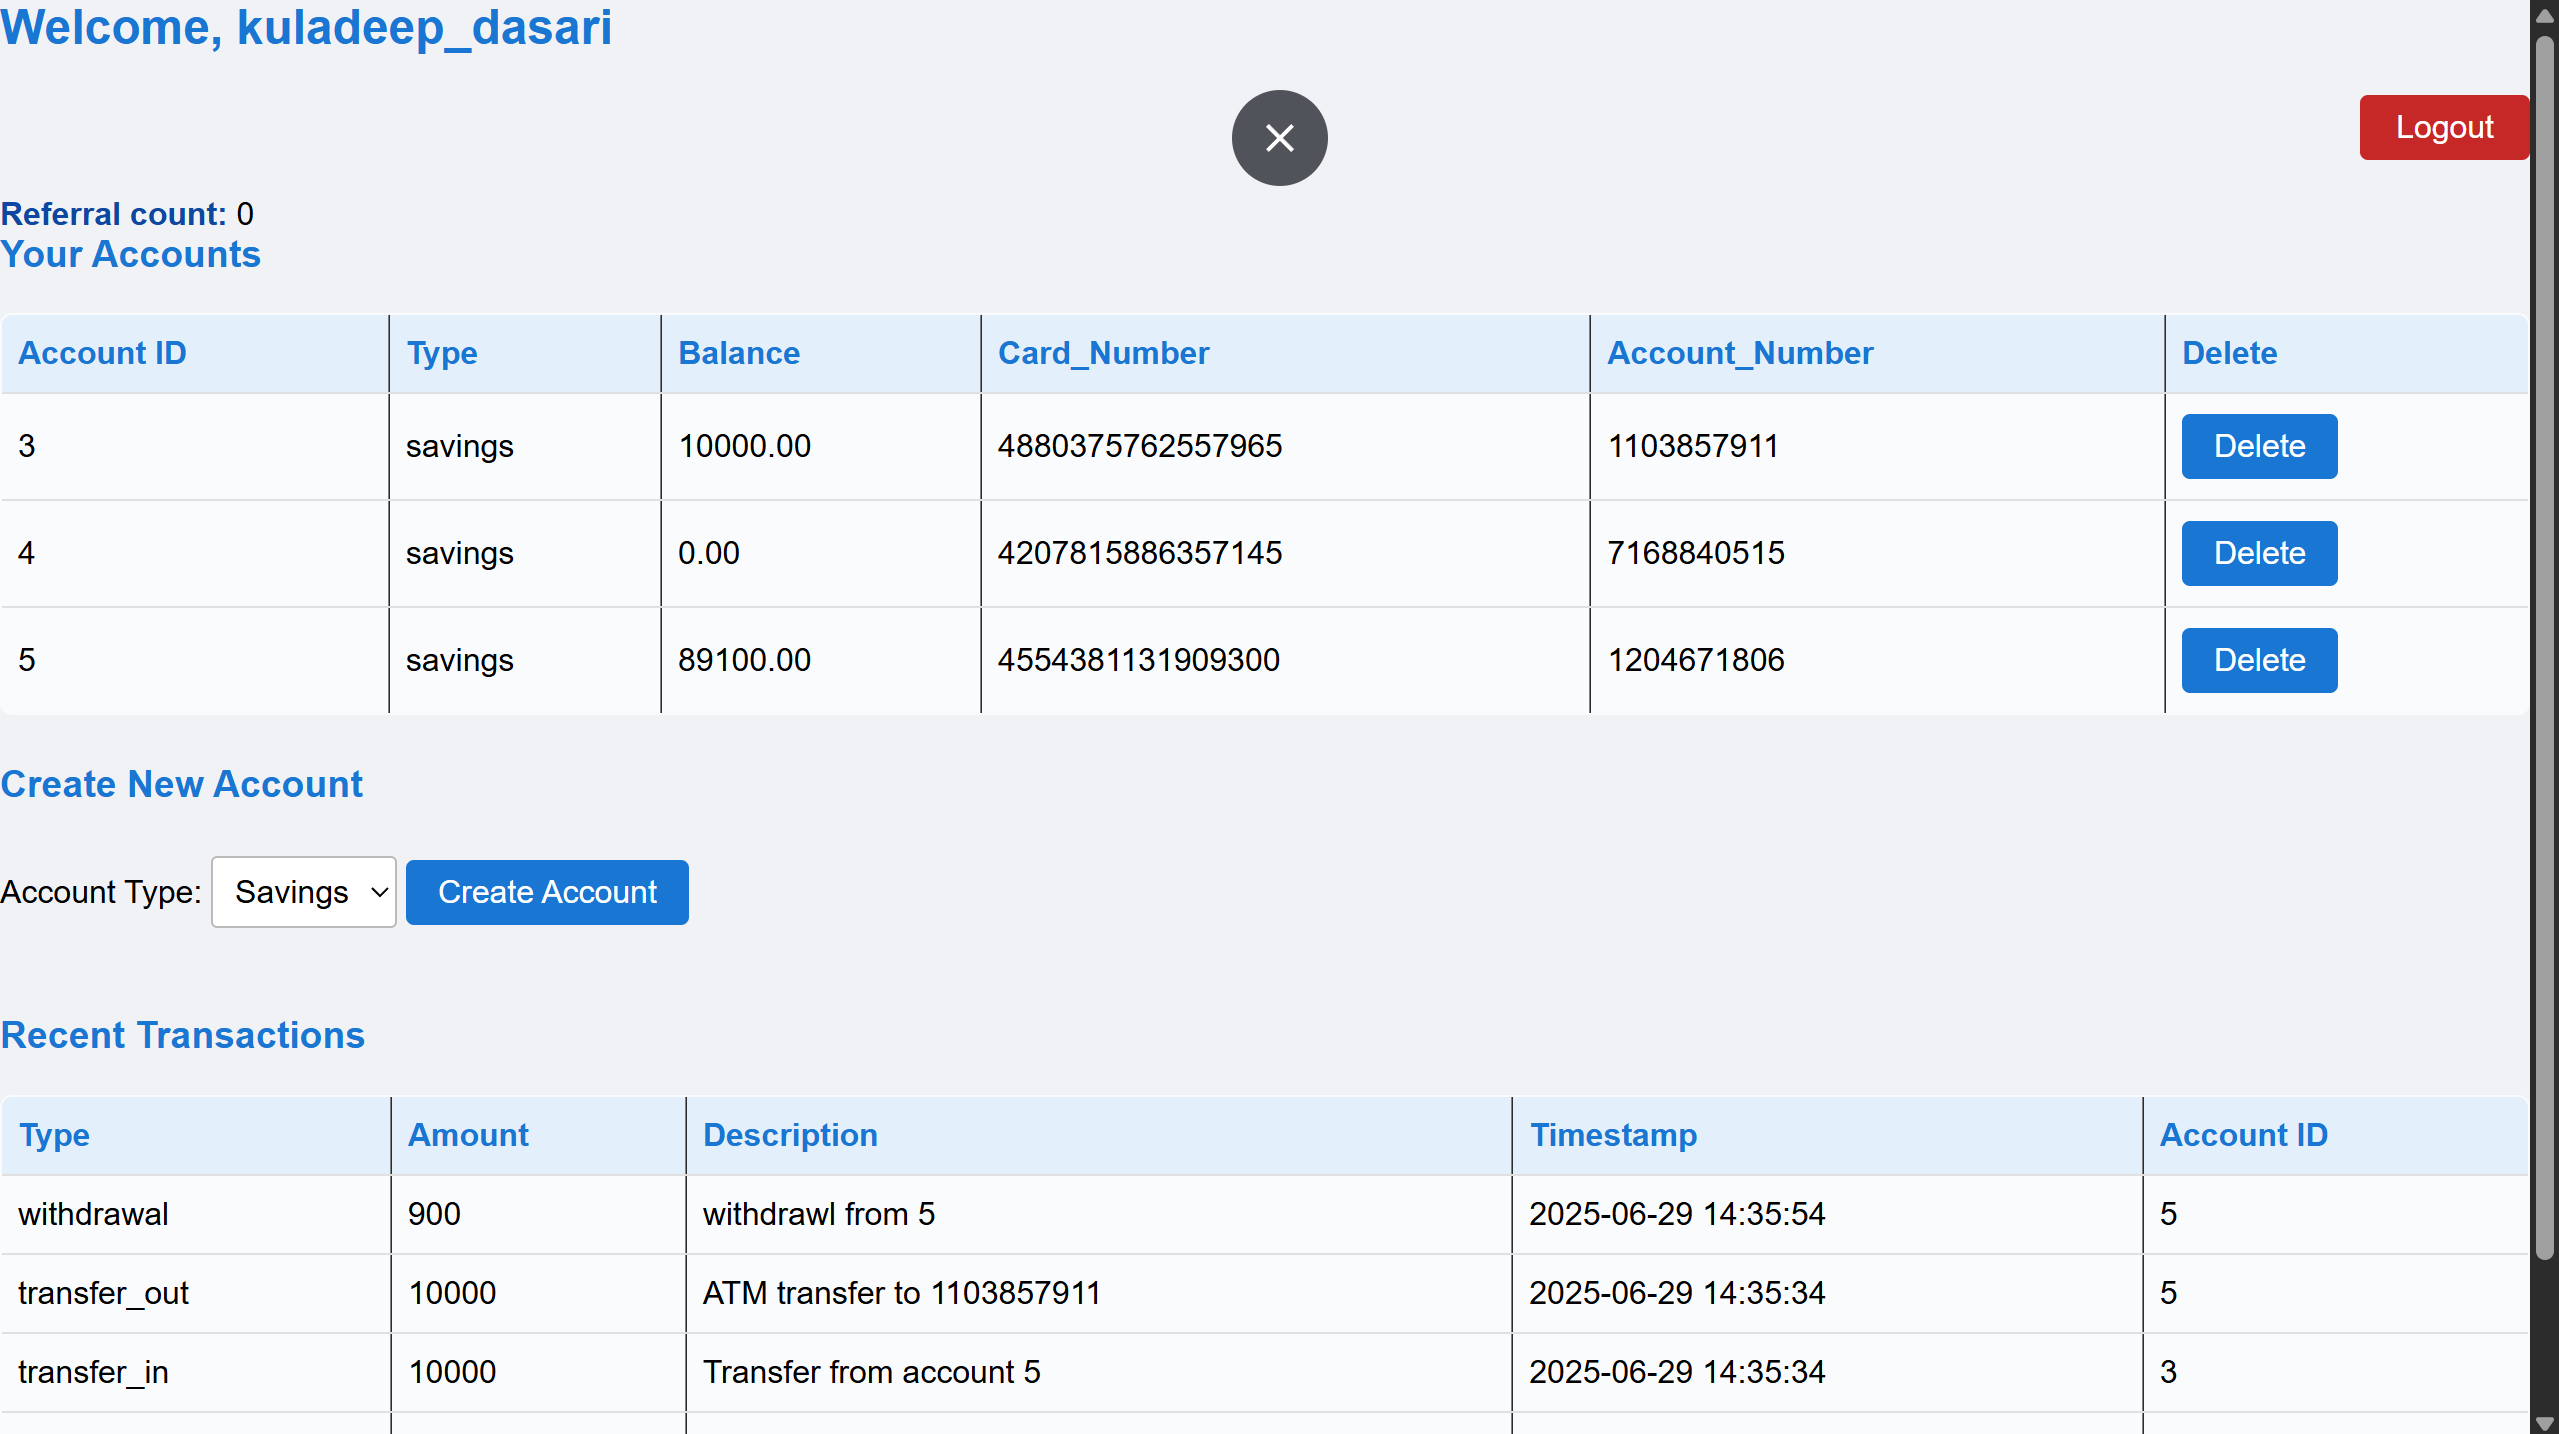 Welcome, kuladeep_dasari
Logout
Referral count: 0
Your Accounts
Account ID Type Balance Card_Number Account_Number Delete
3 savings 10000.00 4880375762557965 1103857911 Delete
4 savings 0.00 4207815886357145 7168840515 Delete
5 savings 89100.00 4554381131909300 1204671806 Delete
Create New Account
Account Type: Savings Create Account
Recent Transactions
Type Amount Description Timestamp Account ID
withdrawal 900 withdrawl from 5 2025-06-29 14:35:54 5
transfer_out 10000 ATM transfer to 1103857911 2025-06-29 14:35:34 5
transfer_in 10000 Transfer from account 5 2025-06-29 14:35:34 3